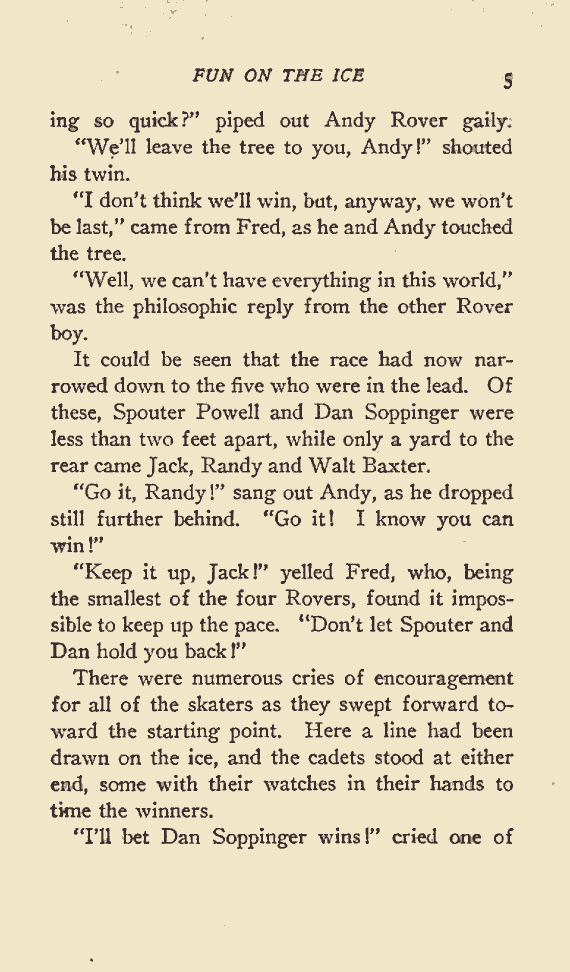 FUN ON THE ICE 5
ing so quick?” piped out Andy Rover gaily.
“We’ll leave the tree to you, Andy!” shouted
his twin.
“I don’t think we’ll win, but, anyway, we won’t
be last,” came from Fred, as he and Andy touched
the tree.
“Well, we can’t have everything in this world,”
was the philosophic reply from the other Rover
boy.
It could be seen that the race had now nar-
rowed down to the five who were in the lead. Of
these, Spouter Powell and Dan Soppinger were
less than two feet apart, while only a yard to the
rear came Jack, Randy and Walt Baxter.
“Go it, Randy!” sang out Andy, as he dropped
still further behind. “Go it! I know you can
win!”
“Keep it up, Jack!” yelled Fred, who, being
the smallest of the four Rovers, found it impos-
sible to keep up the pace. “Don’t let Spouter and
Dan hold you back!”
There were numerous cries of encouragement
for all of the skaters as they swept forward to-
ward the starting point. Here a line had been
drawn on the ice, and the cadets stood at either
end, some with their watches in their hands to
time the winners.
“I’ll bet Dan Soppinger wins!” cried one of